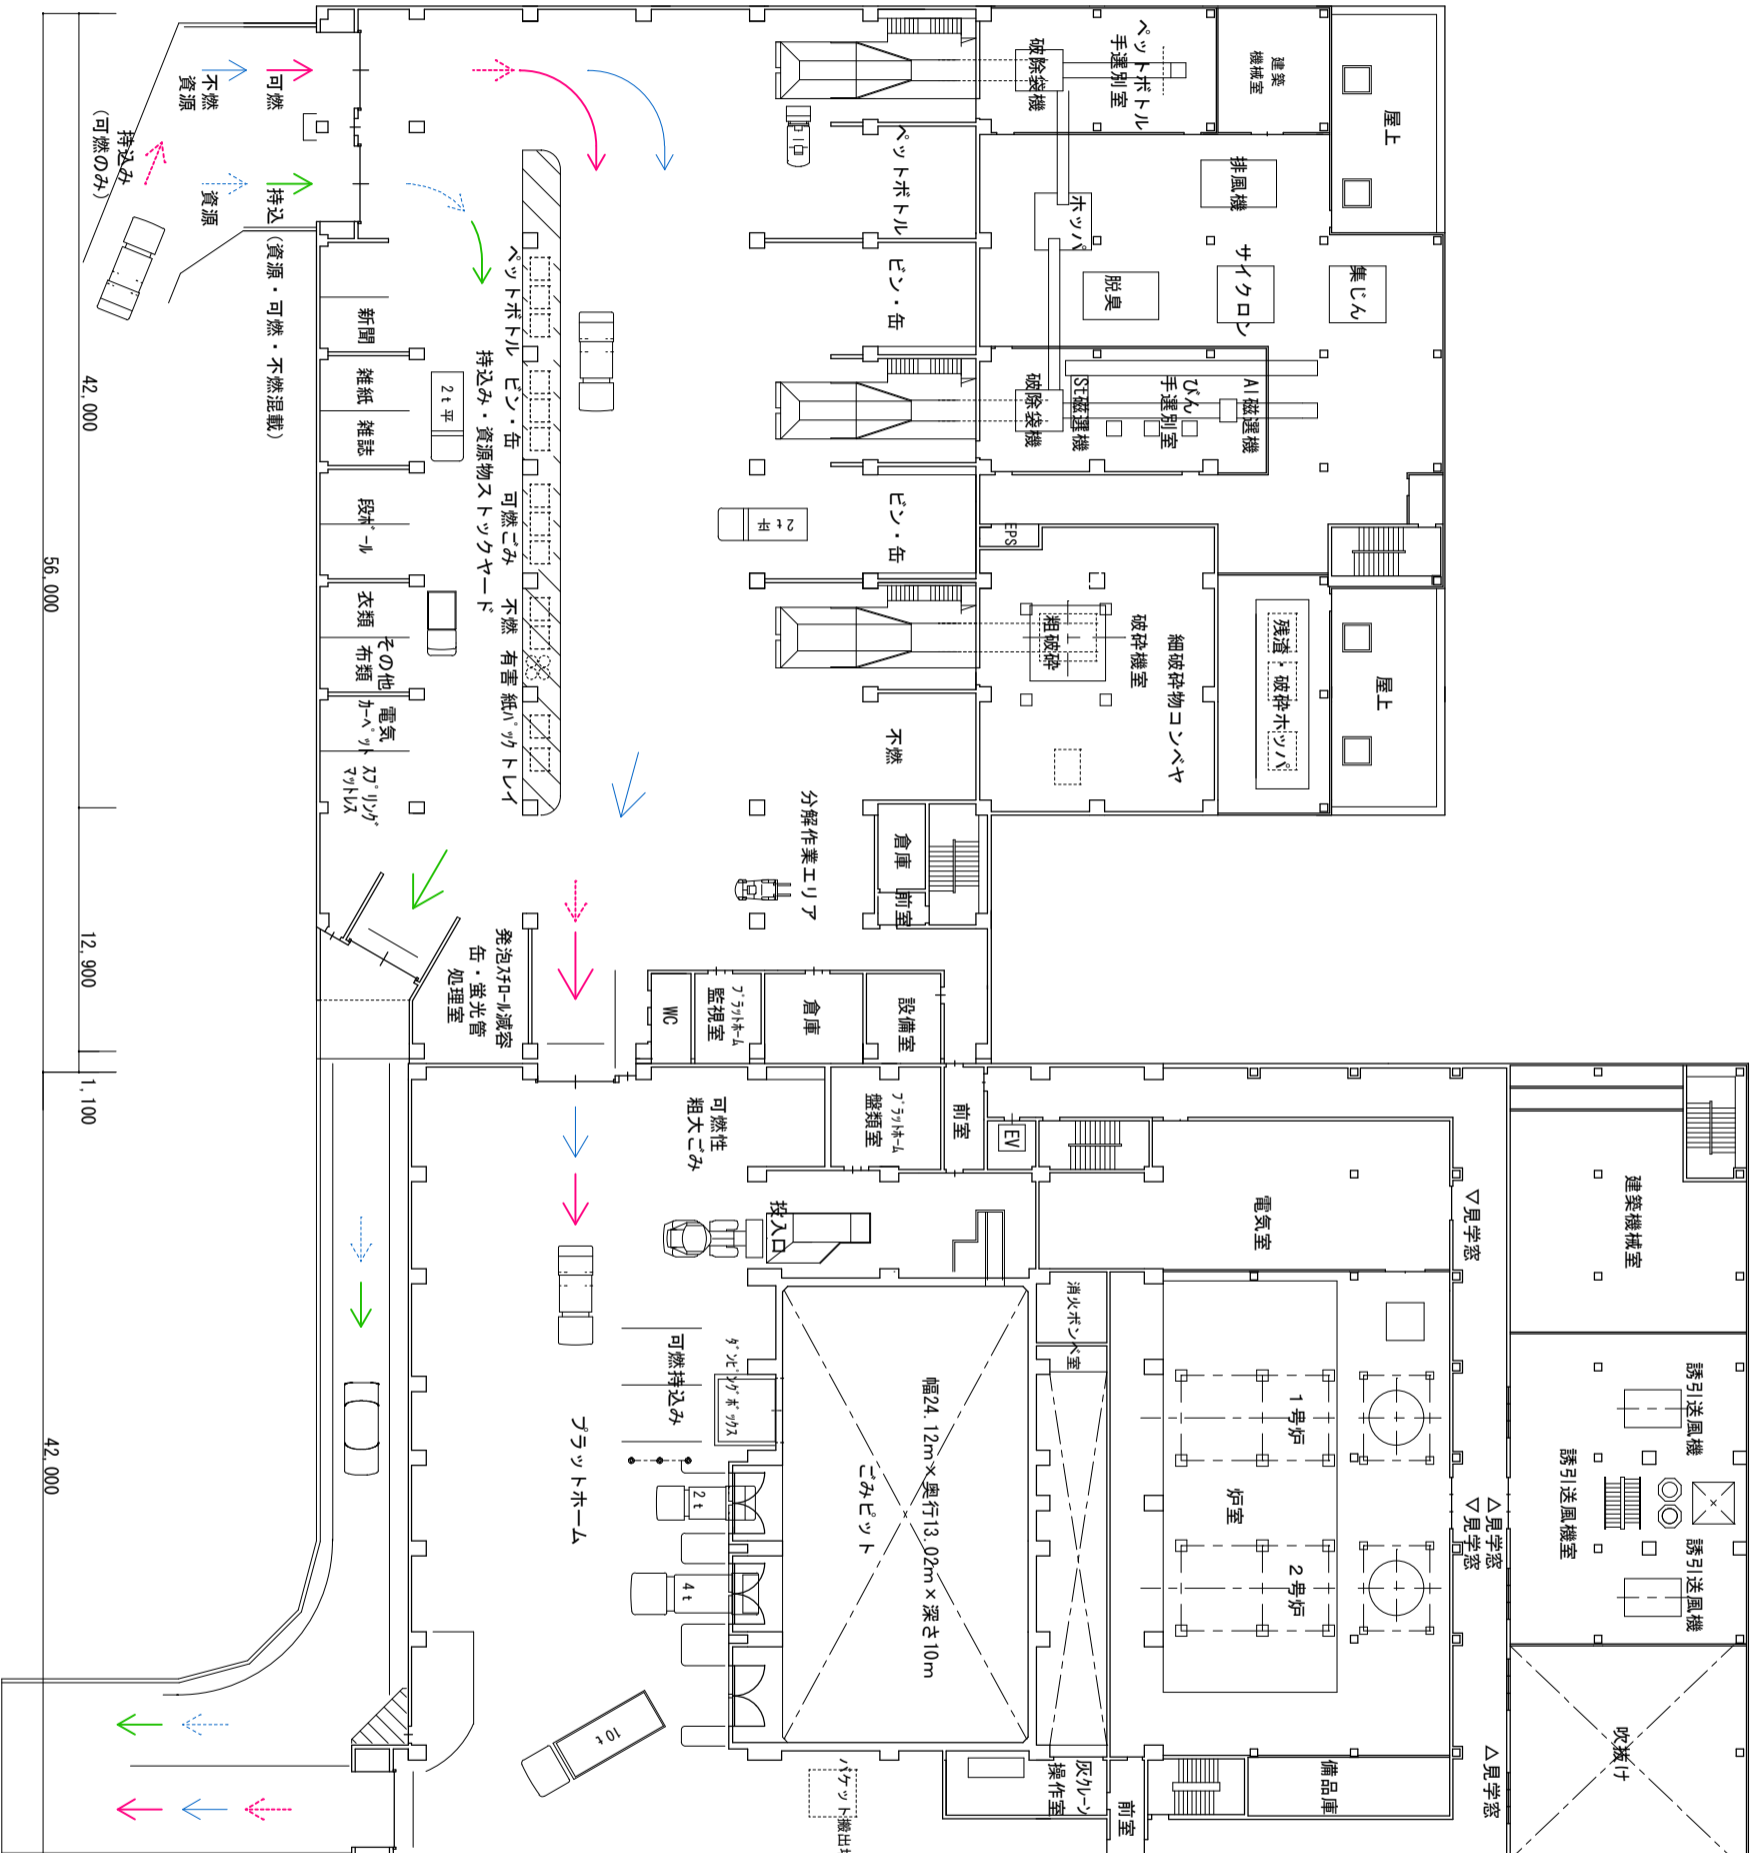 ペットボトル
手選別室
建築
機械室
屋上
破除袋機
可燃
不燃
資源
持込み
(可燃のみ)
資源
持込（資源・可燃・不燃混載）
ペットボトル
ホッパ
排風機
サイクロン
集じん
脱臭
ビン・缶
新聞
雑紙
雑誌
段ボール
衣類
その他
布類
電気
カーペット
スプリング
マットレス
2t平
持込み・資源物ストックヤード
ペットボトル
ビン・缶
可燃ごみ
不燃
有害
紙パック
トレイ
破除袋機
St磁選機
びん
手選別室
Al磁選機
ビン・缶
2t平
EPS
粗破砕
破砕機室
細破砕物コンベヤ
残渣・破砕ホッパ
屋上
不燃
分解作業エリア
倉庫
前室
発泡スチロール減容
缶・蛍光管
処理室
WC
プラットホーム
監視室
倉庫
設備室
42,000
56,000
12,900
1,100
42,000
可燃性
粗大ごみ
プラットホーム
盤類室
前室
EV
投入口
電気室
▽見学窓
建築機械室
消火ボンベ室
可燃持込み
ダンピングボックス
幅24.12m×奥行13.02m×深さ10m
ごみピット
プラットホーム
2t
4t
10t
1号炉
炉室
2号炉
△見学窓
▽見学窓
誘引送風機
誘引送風機室
誘引送風機
吹抜け
△見学窓
備品庫
灰クレーン
操作室
前室
バケット搬出